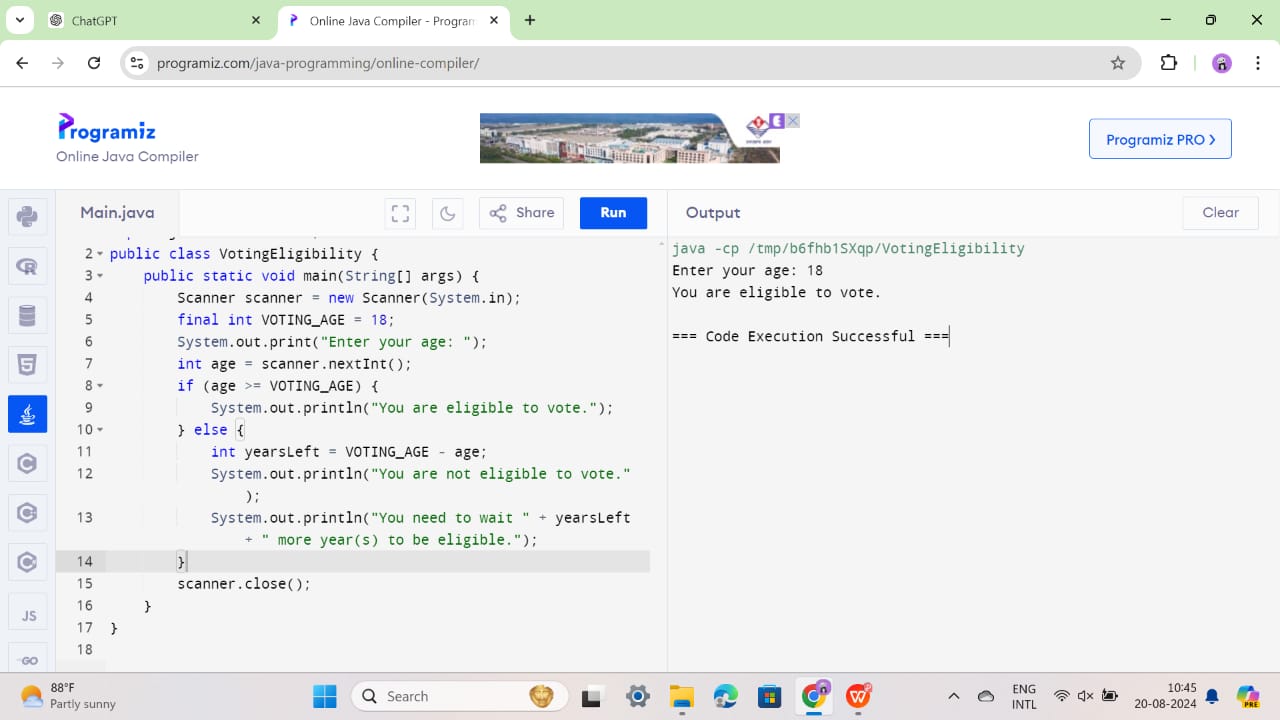 ChatGPT
Online Java Compiler - Program
programiz.com/java-programming/online-compiler/
Programiz
Online Java Compiler
Programiz PRO >
Main.java
Share
Run
Output
Clear
2 public class VotingEligibility {
3 public static void main(String[] args) {
4 Scanner scanner = new Scanner(System.in);
5 final int VOTING_AGE = 18;
6 System.out.print("Enter your age: ");
7 int age = scanner.nextInt();
8 if (age >= VOTING_AGE) {
9 System.out.println("You are eligible to vote.");
10 } else {
11 int yearsLeft = VOTING_AGE - age;
12 System.out.println("You are not eligible to vote."
);
13 System.out.println("You need to wait " + yearsLeft
+ " more year(s) to be eligible.");
14 }
15 scanner.close();
16 }
17 }
18
java -cp /tmp/b6fhb1SXqp/VotingEligibility
Enter your age: 18
You are eligible to vote.
=== Code Execution Successful ===
JS
GO
88°F
Partly sunny
Search
ENG
INTL
10:45
20-08-2024
PRE